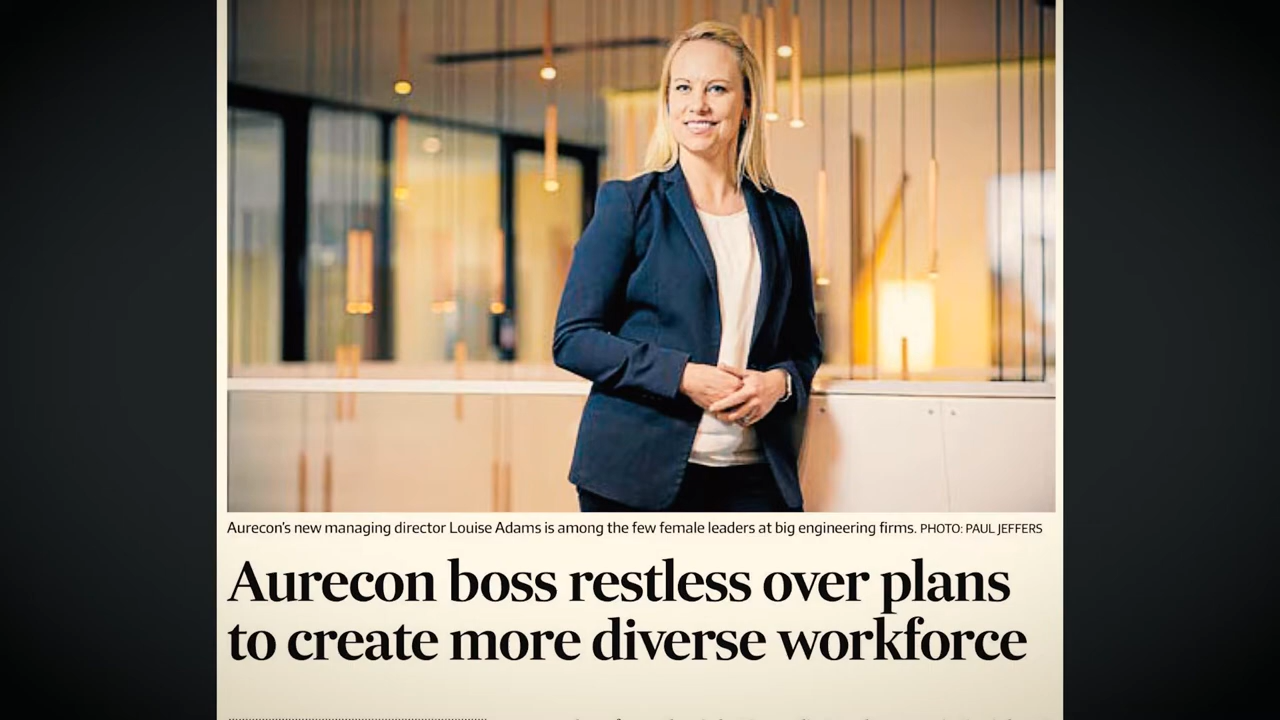 Aurecon's new managing director Louise Adams is among the few female leaders at big engineering firms. PHOTO: PAUL JEFFERS
Aurecon boss restless over plans
to create more diverse workforce